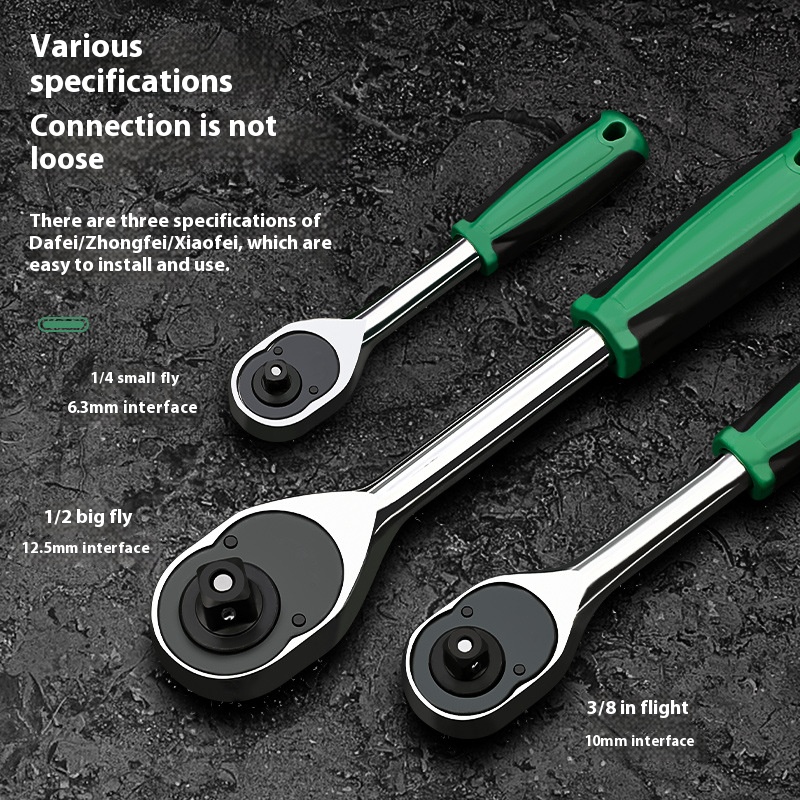 Various
specifications
Connection is not
loose
There are three specifications of
Dafei/Zhongfei/Xiaofei, which are
easy to install and use.
1/4 small fly
6.3mm interface
1/2 big fly
12.5mm interface
3/8 in flight
10mm interface